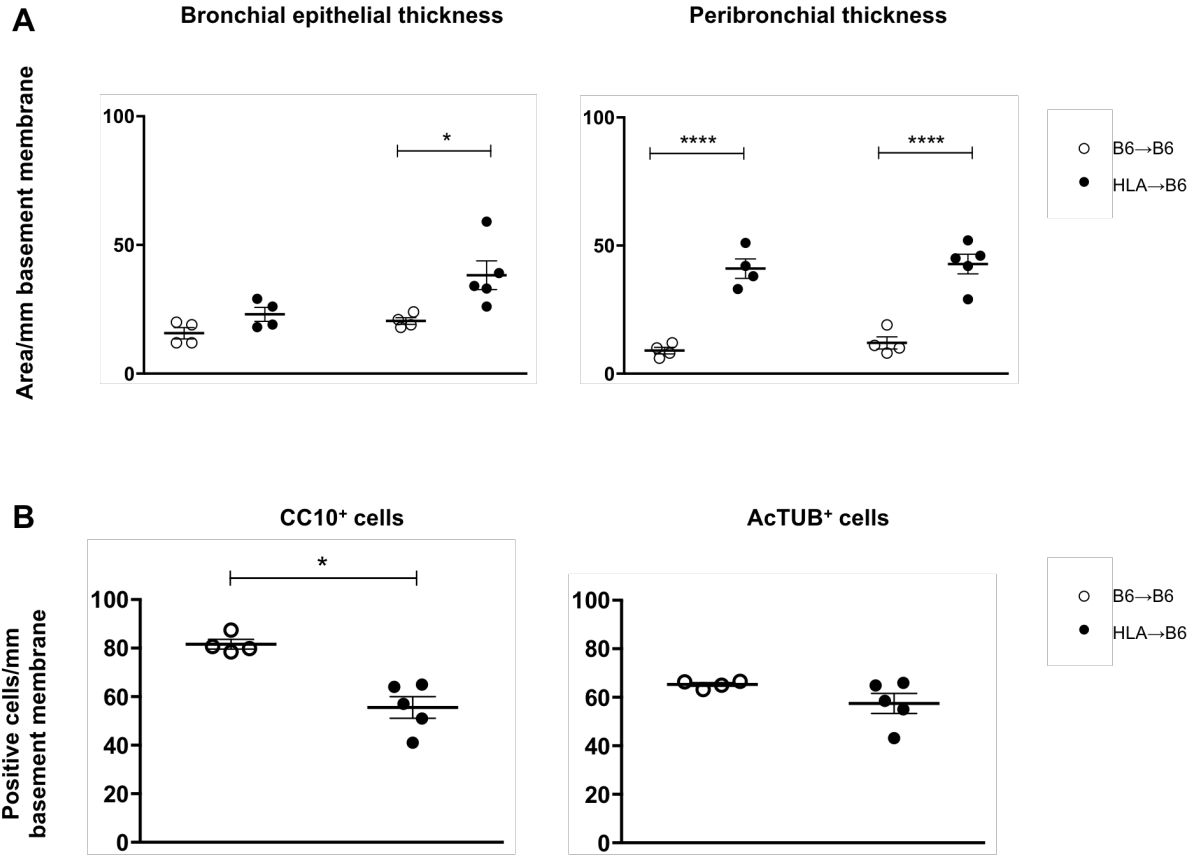 A
Bronchial epithelial thickness
Peribronchial thickness
Area/mm basement membrane
100
50
0
*
100
50
0
****
****
B6→B6
HLA→B6
B
CC10⁺ cells
AcTUB⁺ cells
Positive cells/mm
basement membrane
100
80
60
40
20
0
*
100
80
60
40
20
0
B6→B6
HLA→B6